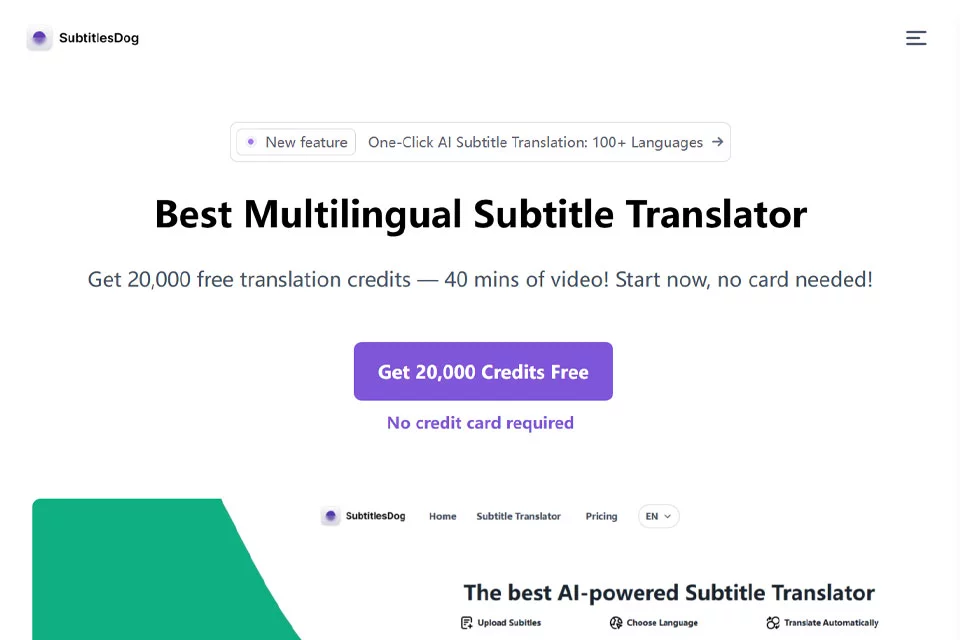 SubtitlesDog
New feature One-Click AI Subtitle Translation: 100+ Languages →
Best Multilingual Subtitle Translator
Get 20,000 free translation credits — 40 mins of video! Start now, no card needed!
Get 20,000 Credits Free
No credit card required
SubtitlesDog Home Subtitle Translator Pricing EN
The best AI-powered Subtitle Translator
Upload Subitles Choose Language Translate Automatically